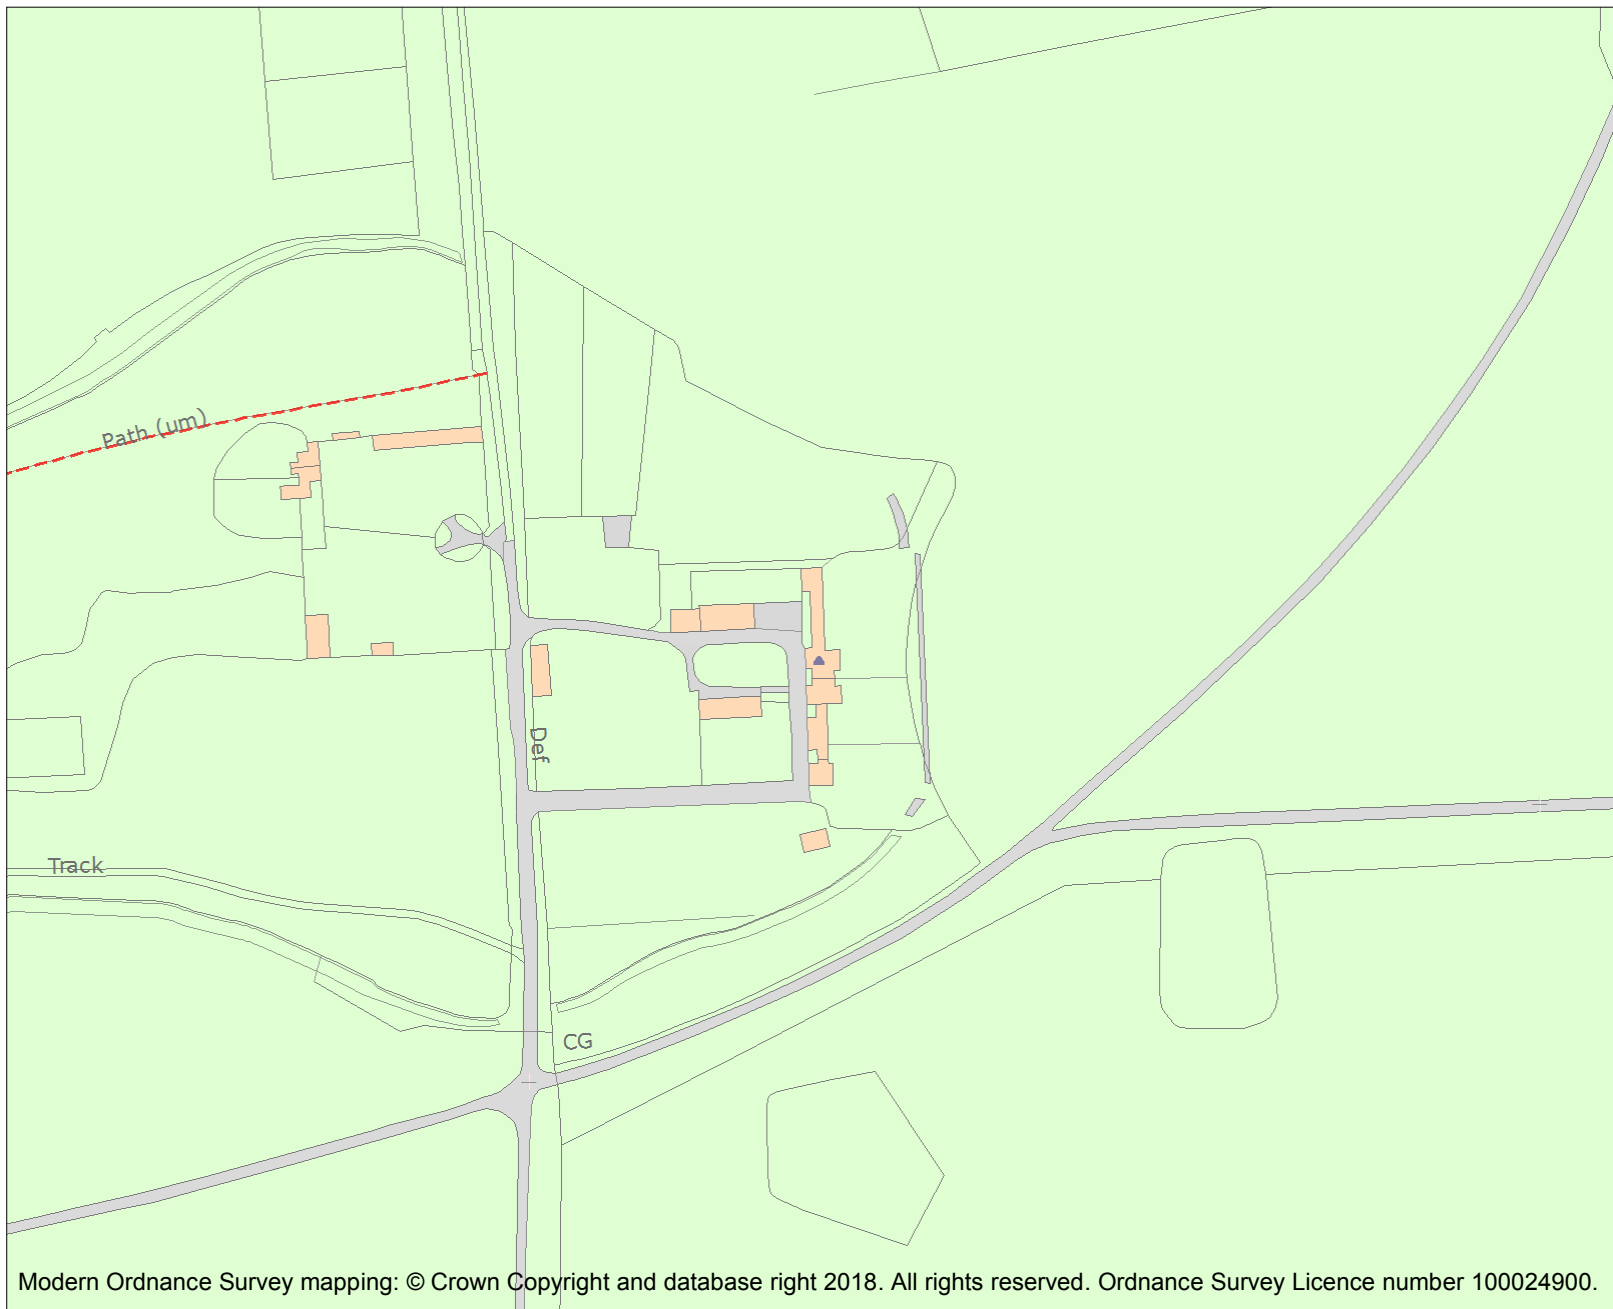 Path (um)
Def
Track
CG
Modern Ordnance Survey mapping: © Crown Copyright and database right 2018. All rights reserved. Ordnance Survey Licence number 100024900.